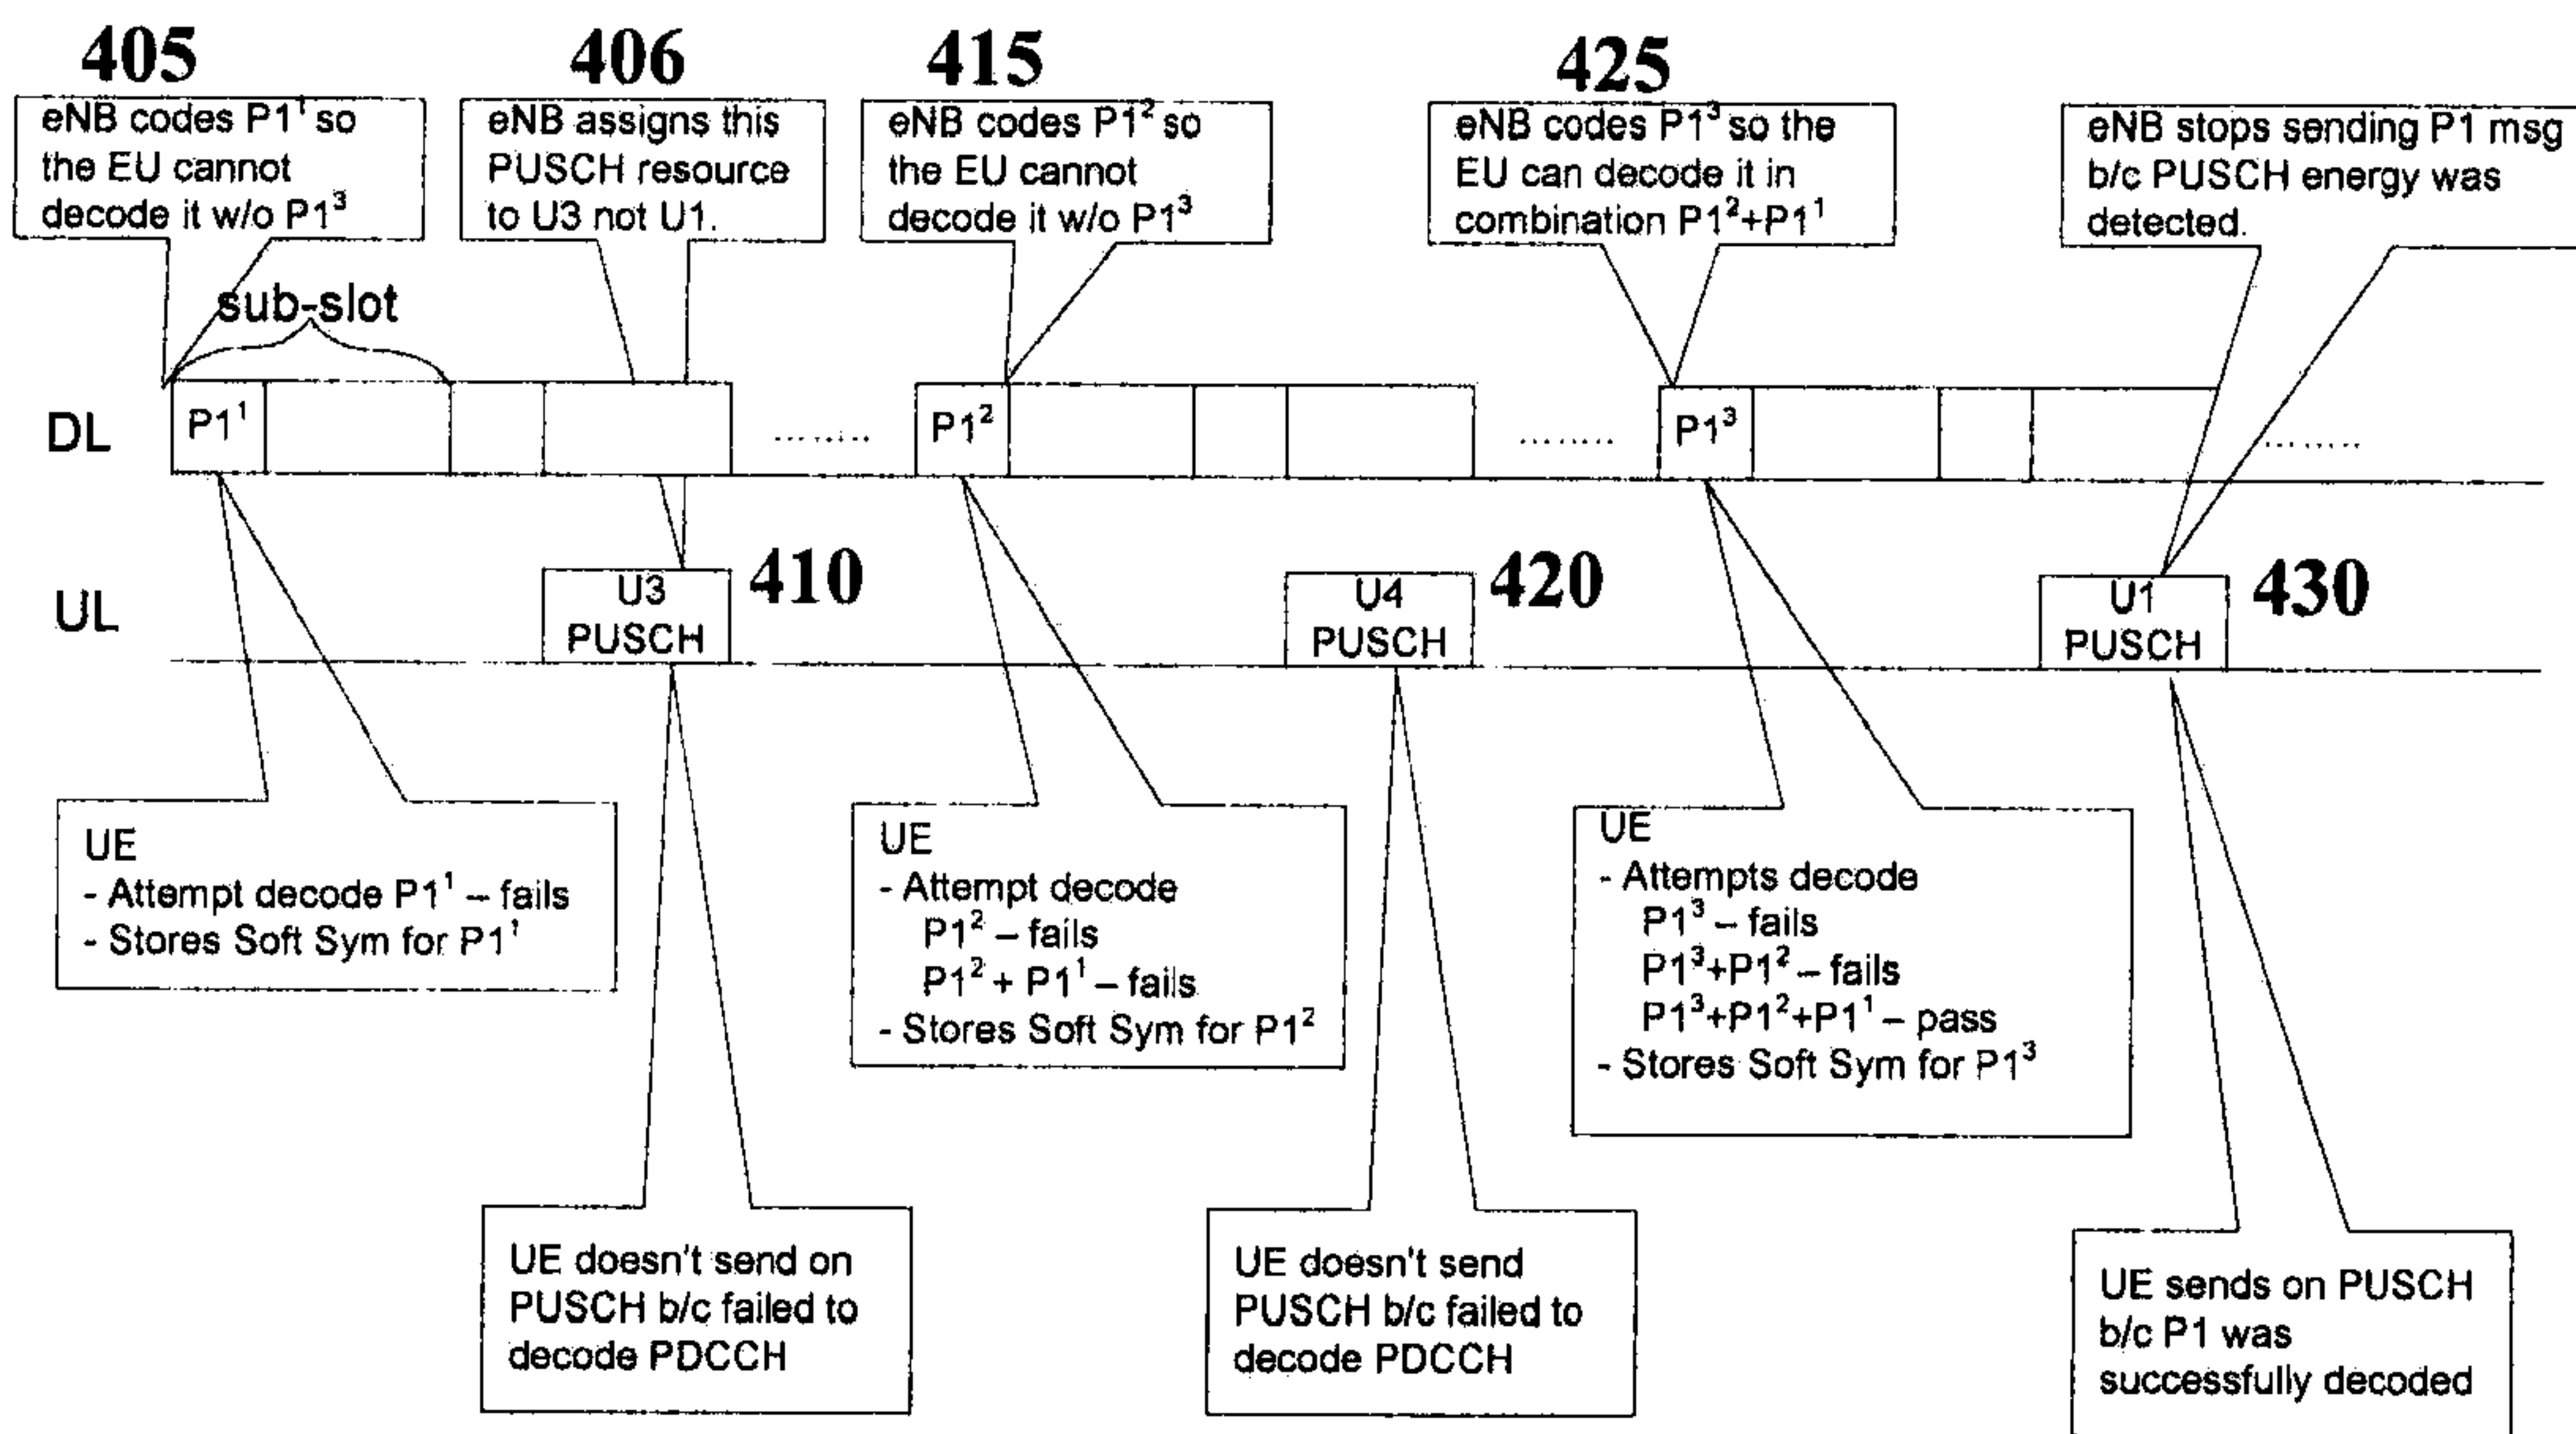 405
406
415
425
eNB codes P1¹ so
the EU cannot
decode it w/o P1³
eNB assigns this
PUSCH resource
to U3 not U1.
eNB codes P1² so
the EU cannot
decode it w/o P1³
eNB codes P1³ so the
EU can decode it in
combination P1²+P1¹
eNB stops sending P1 msg
b/c PUSCH energy was
detected.
sub-slot
DL
P1¹
........
P1²
........
P1³
........
UL
U3
PUSCH
410
U4
PUSCH
420
U1
PUSCH
430
UE
- Attempt decode P1¹ – fails
- Stores Soft Sym for P1¹
UE
- Attempt decode
P1² – fails
P1² + P1¹ – fails
- Stores Soft Sym for P1²
UE
- Attempts decode
P1³ – fails
P1³+P1² – fails
P1³+P1²+P1¹ – pass
- Stores Soft Sym for P1³
UE doesn't send on
PUSCH b/c failed to
decode PDCCH
UE doesn't send
PUSCH b/c failed to
decode PDCCH
UE sends on PUSCH
b/c P1 was
successfully decoded